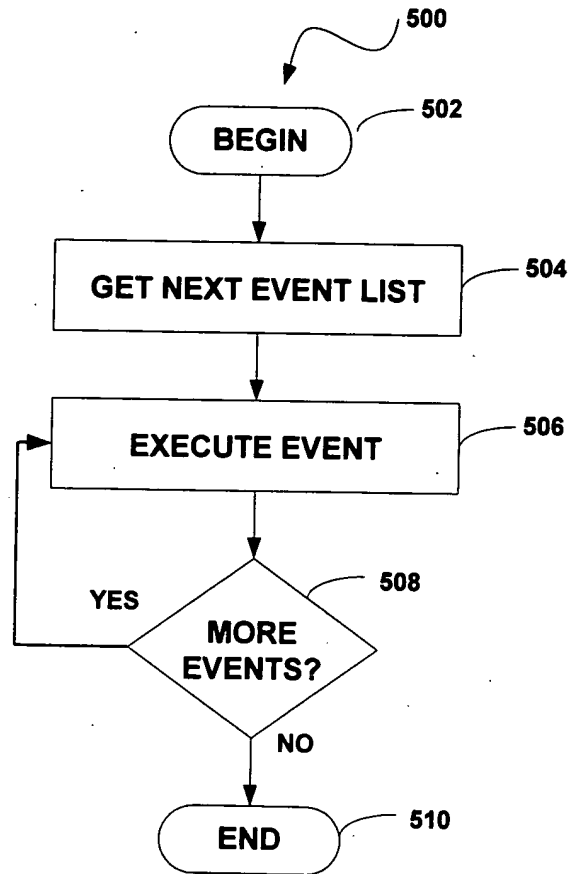 500
BEGIN
502
GET NEXT EVENT LIST
504
EXECUTE EVENT
506
YES
MORE
EVENTS?
508
NO
END
510